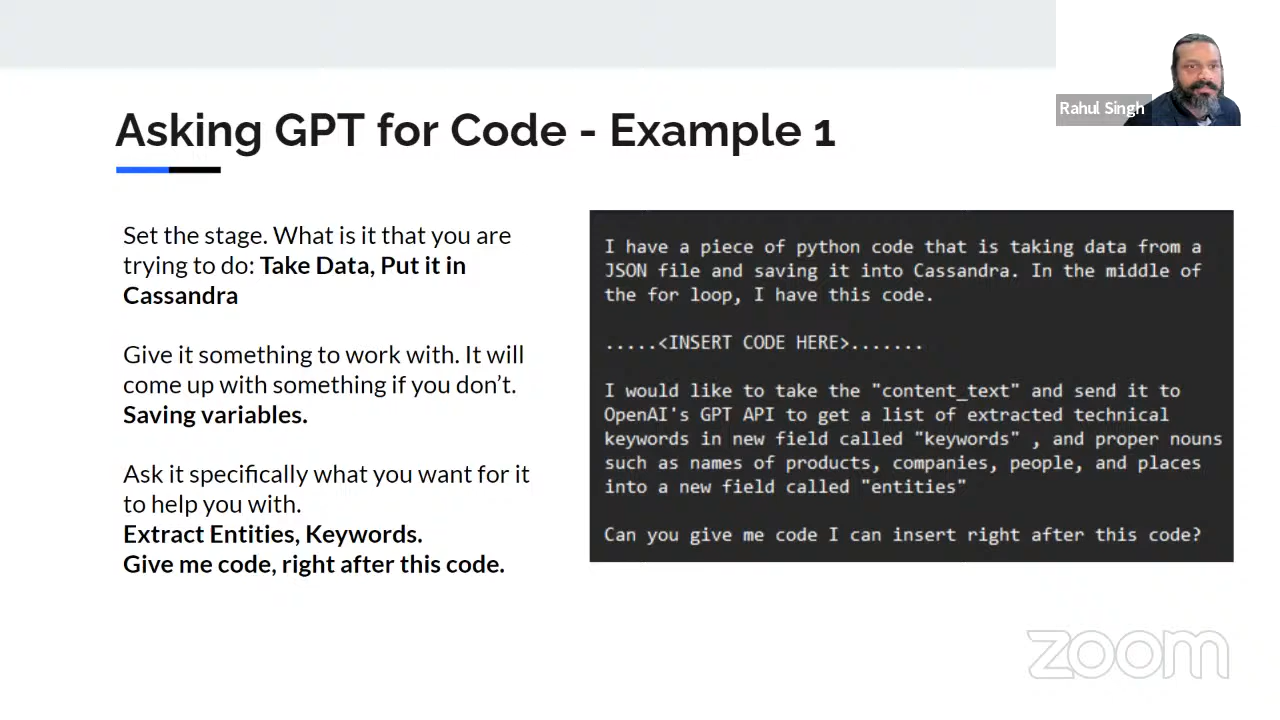 Rahul Singh
Asking GPT for Code - Example 1
Set the stage. What is it that you are
trying to do: Take Data, Put it in
Cassandra
Give it something to work with. It will
come up with something if you don’t.
Saving variables.
Ask it specifically what you want for it
to help you with.
Extract Entities, Keywords.
Give me code, right after this code.
I have a piece of python code that is taking data from a
JSON file and saving it into Cassandra. In the middle of
the for loop, I have this code.
.....<INSERT CODE HERE>.......
I would like to take the "content_text" and send it to
OpenAI's GPT API to get a list of extracted technical
keywords in new field called "keywords" , and proper nouns
such as names of products, companies, people, and places
into a new field called "entities"
Can you give me code I can insert right after this code?
zoom